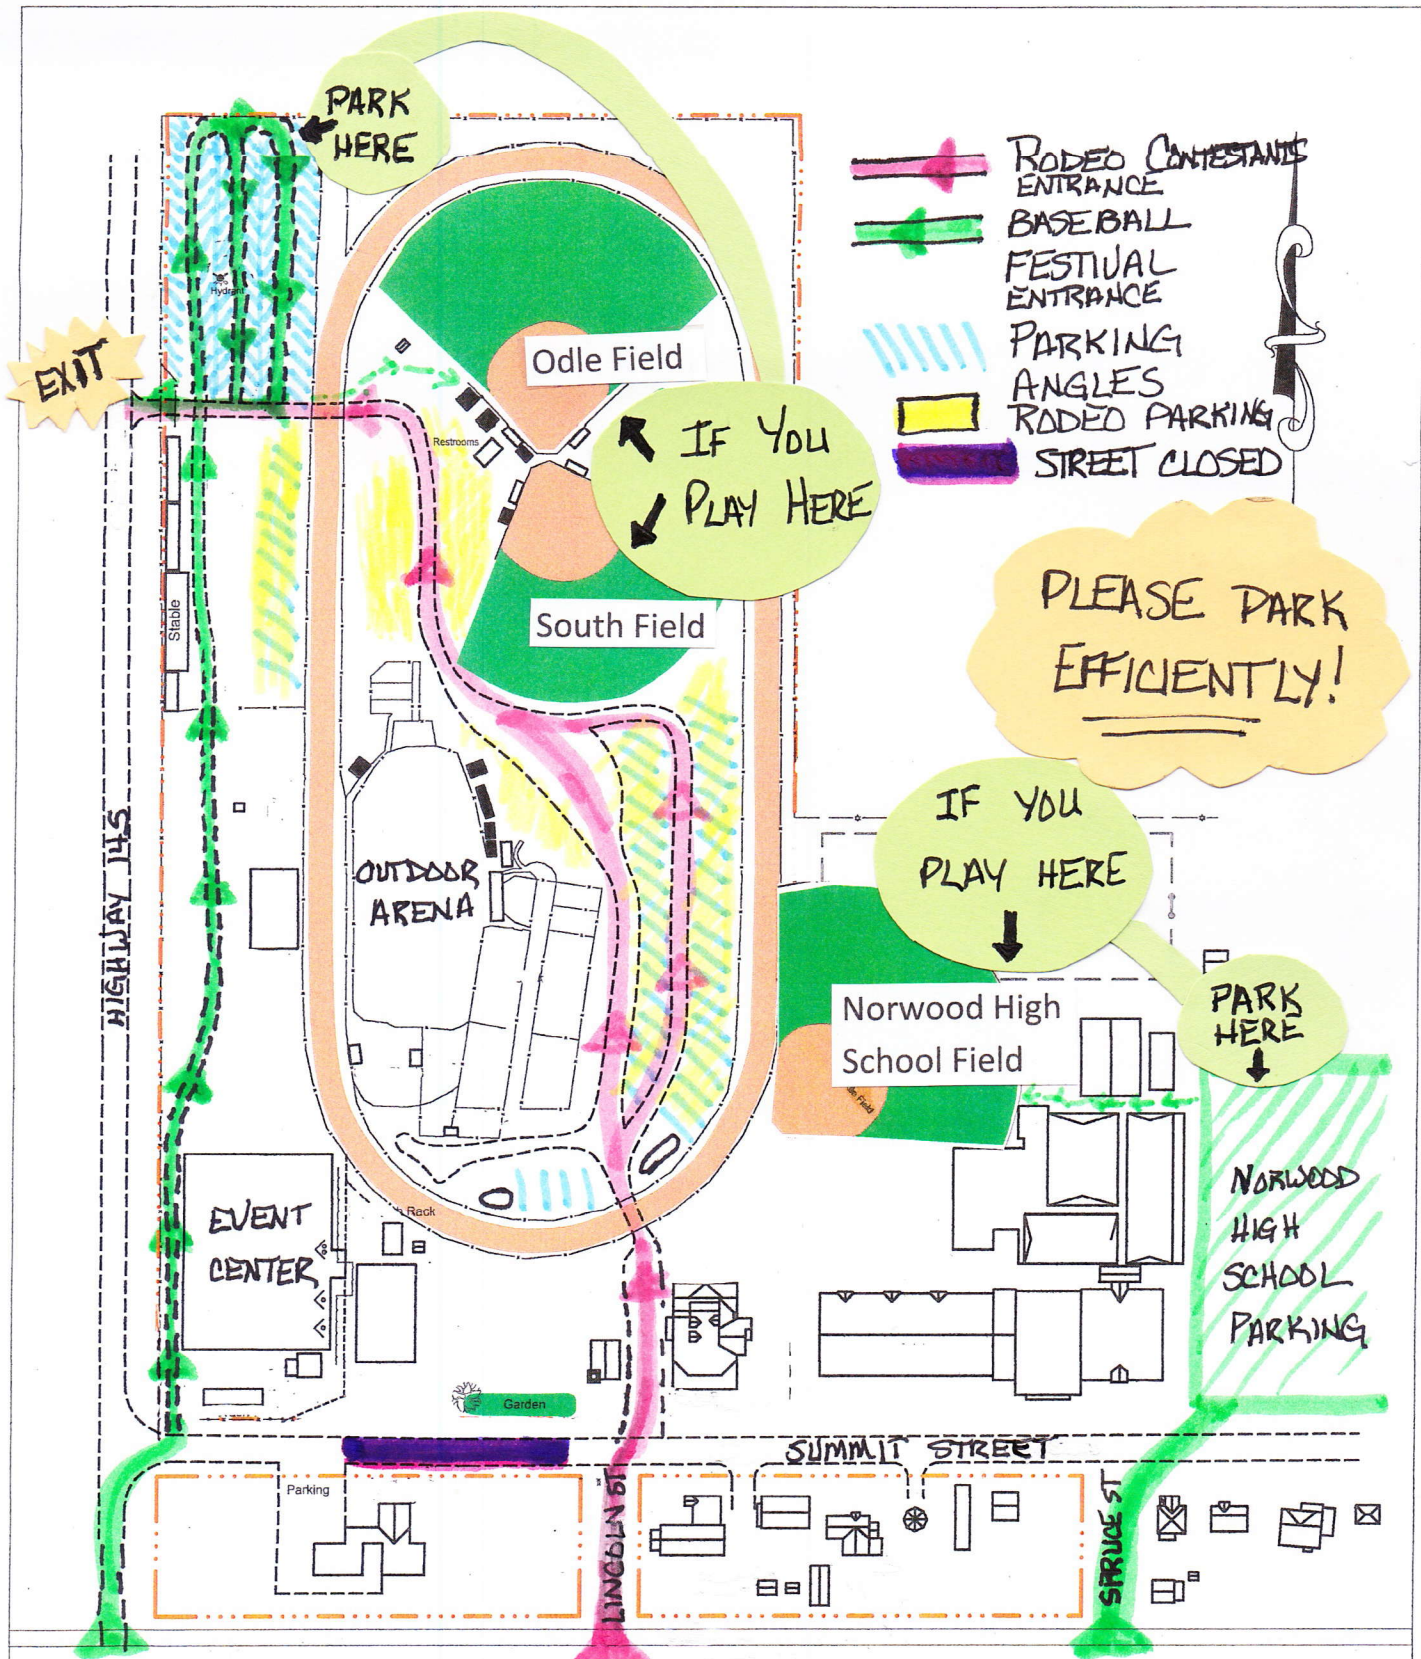 PARK
HERE
RODEO CONTESTANTS
ENTRANCE
BASEBALL
FESTIVAL
ENTRANCE
PARKING
ANGLES
RODEO PARKING
STREET CLOSED
Hydrant
EXIT
Odle Field
IF YOU
PLAY HERE
Restrooms
South Field
Stable
PLEASE PARK
EFFICIENTLY!
HIGHWAY 145
OUTDOOR
ARENA
IF YOU
PLAY HERE
Norwood High
School Field
PARK
HERE
NORWOOD
HIGH
SCHOOL
PARKING
EVENT
CENTER
Rack
Garden
SUMMIT STREET
Parking
LINCOLN ST
SPRUCE ST